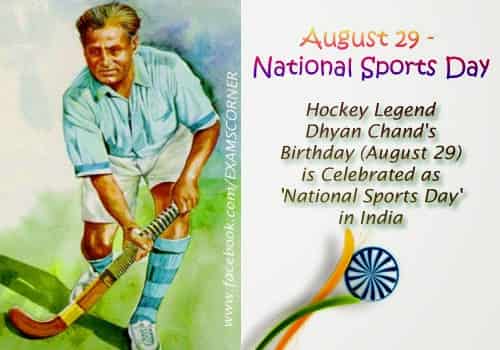 www.facebook.com/EXAMSCORNER
August 29 -
National Sports Day
Hockey Legend
Dhyan Chand's
Birthday (August 29)
is Celebrated as
'National Sports Day'
in India